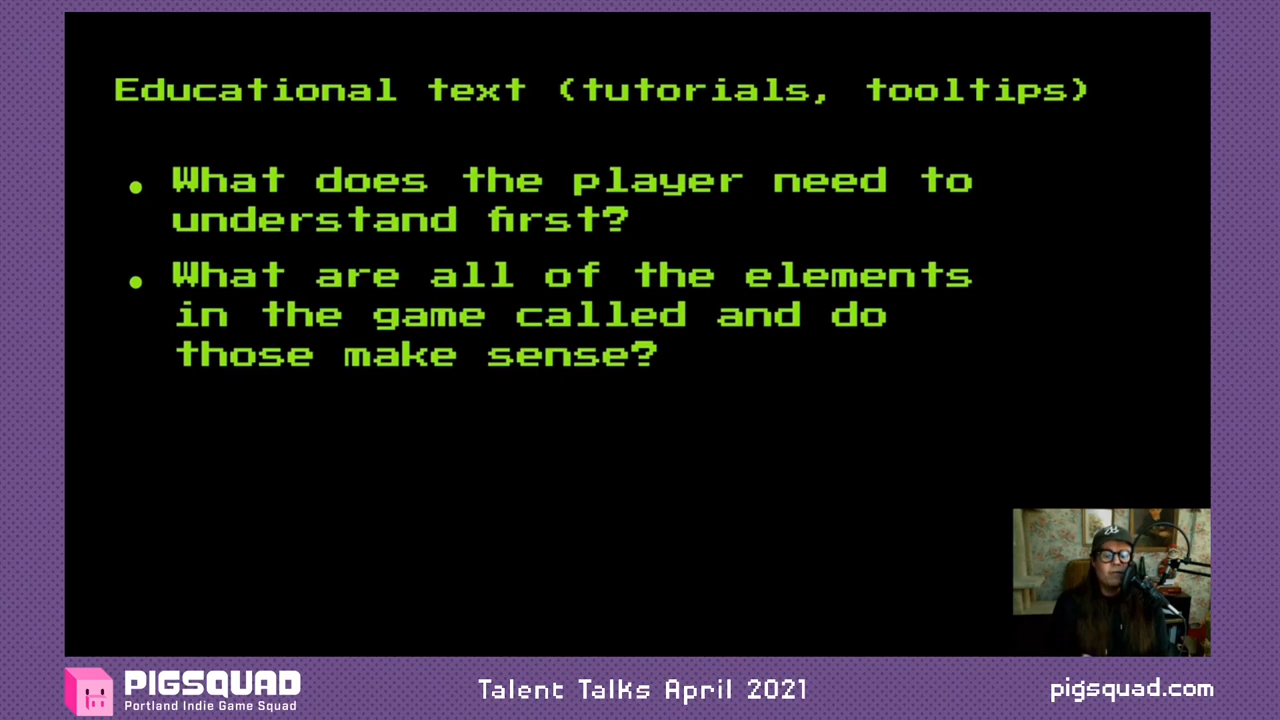 Educational text (tutorials, tooltips)
• What does the player need to
understand first?
• What are all of the elements
in the game called and do
those make sense?
PIGSQUAD
Portland Indie Game Squad
Talent Talks April 2021
pigsquad.com